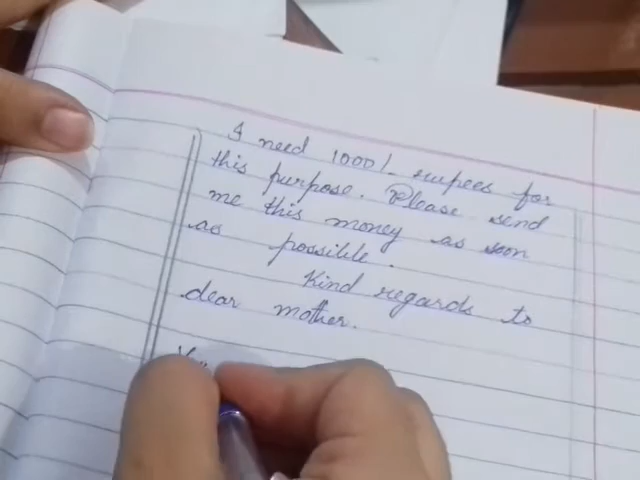 I need 1000/- rupees for
this purpose. Please send
me this money as soon
as possible.
Kind regards to
dear mother.